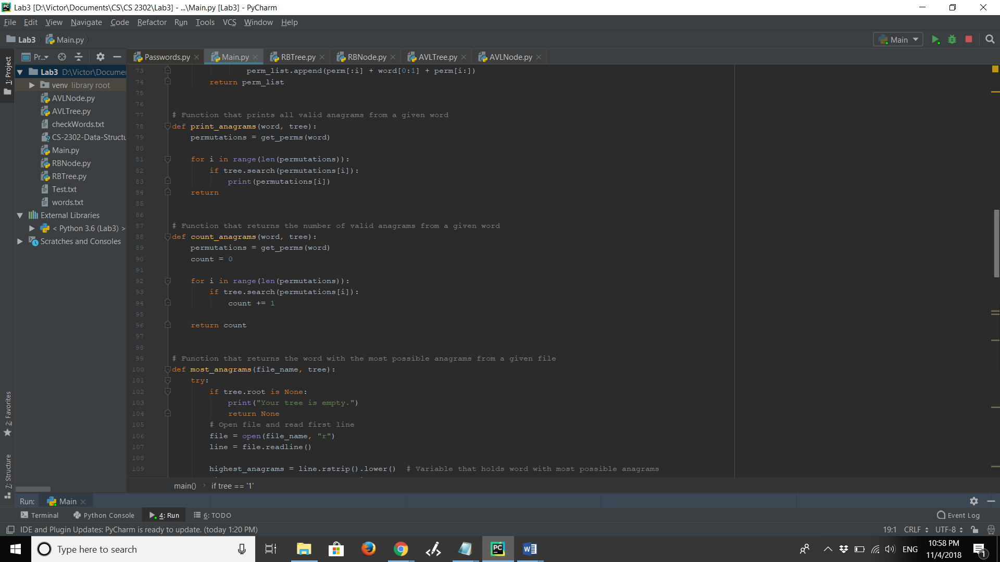 Lab3 [D:\Victor\Documents\CS\CS 2302\Lab3] - ...\Main.py [Lab3] - PyCharm
File Edit View Navigate Code Refactor Run Tools VCS Window Help
Lab3 Main.py
Main
Pr...
Passwords.py Main.py RBTree.py RBNode.py AVLTree.py AVLNode.py
1: Project
Lab3 D:\Victor\Documer
venv library root
AVLNode.py
AVLTree.py
checkWords.txt
CS-2302-Data-Structu
Main.py
RBNode.py
RBTree.py
Test.txt
words.txt
External Libraries
< Python 3.6 (Lab3) >
Scratches and Consoles
2: Favorites
7: Structure
73 perm_list.append(perm[:i] + word[0:1] + perm[i:])
74 return perm_list
75
76
77 # Function that prints all valid anagrams from a given word
78 def print_anagrams(word, tree):
79 permutations = get_perms(word)
80
81 for i in range(len(permutations)):
82 if tree.search(permutations[i]):
83 print(permutations[i])
84 return
85
86
87 # Function that returns the number of valid anagrams from a given word
88 def count_anagrams(word, tree):
89 permutations = get_perms(word)
90 count = 0
91
92 for i in range(len(permutations)):
93 if tree.search(permutations[i]):
94 count += 1
95
96 return count
97
98
99 # Function that returns the word with the most possible anagrams from a given file
100 def most_anagrams(file_name, tree):
101 try:
102 if tree.root is None:
103 print("Your tree is empty.")
104 return None
105 # Open file and read first line
106 file = open(file_name, "r")
107 line = file.readline()
108
109 highest_anagrams = line.rstrip().lower() # Variable that holds word with most possible anagrams
main() › if tree == '1'
Run: Main
Terminal Python Console 4: Run 6: TODO Event Log
IDE and Plugin Updates: PyCharm is ready to update. (today 1:20 PM) 19:1 CRLF UTF-8
Type here to search
PC
ENG
10:58 PM
11/4/2018
1